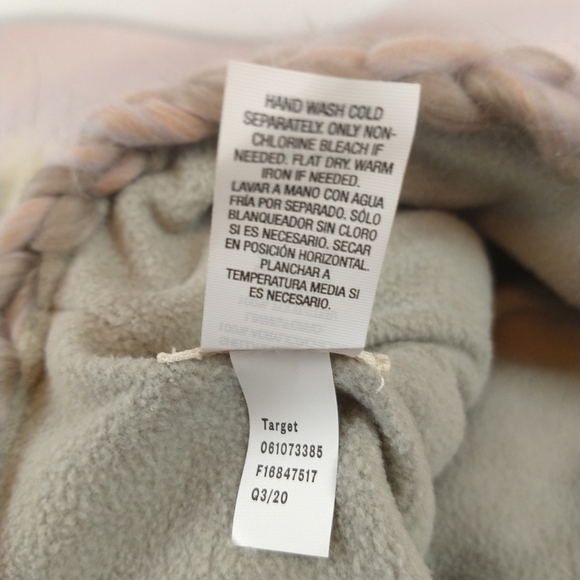 HAND WASH COLD
SEPARATELY. ONLY NON-
CHLORINE BLEACH IF
NEEDED. FLAT DRY. WARM
IRON IF NEEDED.
LAVAR A MANO CON AGUA
FRÍA POR SEPARADO. SÓLO
BLANQUEADOR SIN CLORO
SI ES NECESARIO. SECAR
EN POSICIÓN HORIZONTAL.
PLANCHAR A
TEMPERATURA MEDIA SI
ES NECESARIO.
Target
061073385
F16847517
Q3/20